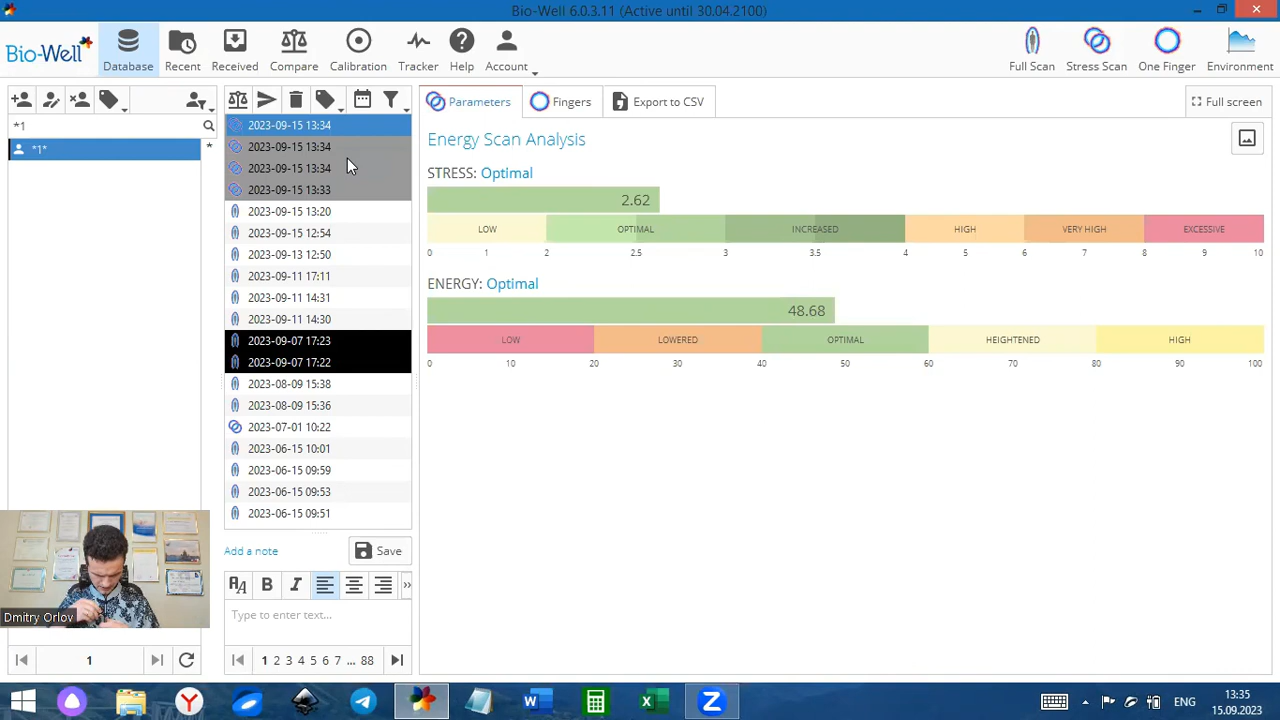 Bio-Well 6.0.3.11 (Active until 30.04.2100)
Bio-Well
Database
Recent
Received
Compare
Calibration
Tracker
Help
Account
Full Scan
Stress Scan
One Finger
Environment
*1
*1*
*
2023-09-15 13:34
2023-09-15 13:34
2023-09-15 13:34
2023-09-15 13:33
2023-09-15 13:20
2023-09-15 12:54
2023-09-13 12:50
2023-09-11 17:11
2023-09-11 14:31
2023-09-11 14:30
2023-09-07 17:23
2023-09-07 17:22
2023-08-09 15:38
2023-08-09 15:36
2023-07-01 10:22
2023-06-15 10:01
2023-06-15 09:59
2023-06-15 09:53
2023-06-15 09:51
Add a note
Save
B I
Type to enter text...
1
1 2 3 4 5 6 7 ... 88
Parameters
Fingers
Export to CSV
Full screen
Energy Scan Analysis
STRESS: Optimal
2.62
LOW OPTIMAL INCREASED HIGH VERY HIGH EXCESSIVE
0 1 2 2.5 3 3.5 4 5 6 7 8 9 10
ENERGY: Optimal
48.68
LOW LOWERED OPTIMAL HEIGHTENED HIGH
0 10 20 30 40 50 60 70 80 90 100
Dmitry Orlov
ENG
13:35
15.09.2023